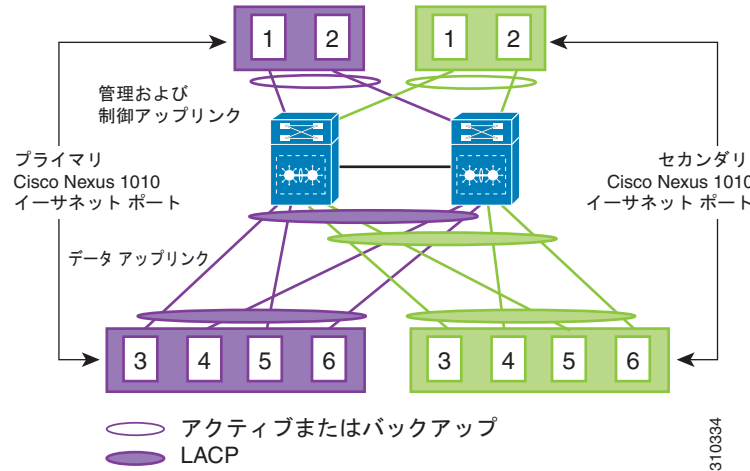 1 2 1 2
管理および
制御アップリンク
プライマリ
Cisco Nexus 1010
イーサネット ポート
セカンダリ
Cisco Nexus 1010
イーサネット ポート
データ アップリンク
3 4 5 6 3 4 5 6
アクティブまたはバックアップ
LACP
310334